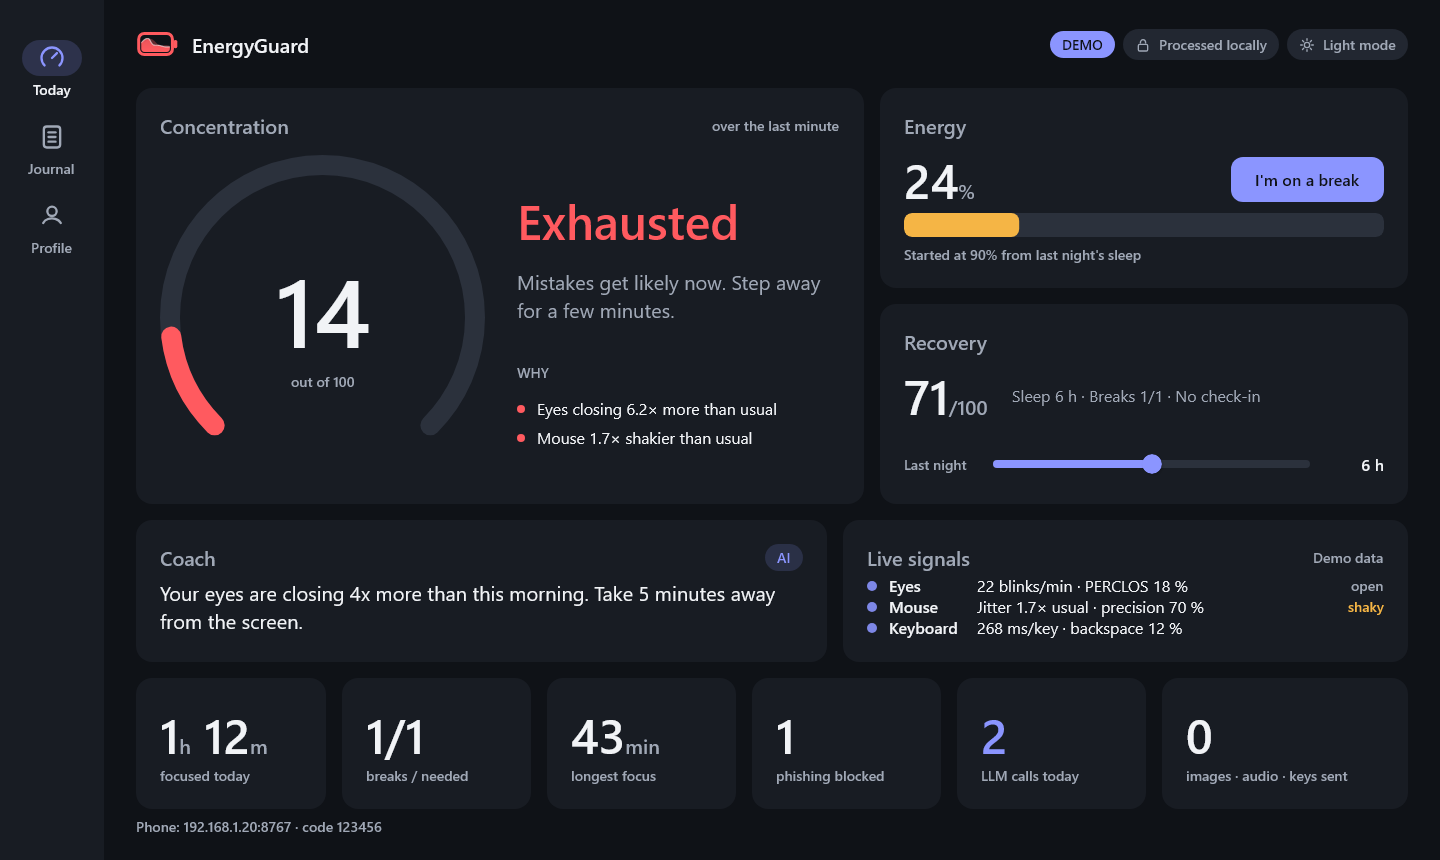 EnergyGuard
DEMO
Processed locally
Light mode
Today
Journal
Profile
Concentration
over the last minute
14
out of 100
Exhausted
Mistakes get likely now. Step away
for a few minutes.
WHY
Eyes closing 6.2× more than usual
Mouse 1.7× shakier than usual
Energy
24%
I'm on a break
Started at 90% from last night's sleep
Recovery
71/100
Sleep 6 h · Breaks 1/1 · No check-in
Last night
6 h
Coach
AI
Your eyes are closing 4x more than this morning. Take 5 minutes away
from the screen.
Live signals
Demo data
Eyes 22 blinks/min · PERCLOS 18 % open
Mouse Jitter 1.7× usual · precision 70 % shaky
Keyboard 268 ms/key · backspace 12 %
1h 12m
focused today
1/1
breaks / needed
43min
longest focus
1
phishing blocked
2
LLM calls today
0
images · audio · keys sent
Phone: 192.168.1.20:8767 · code 123456